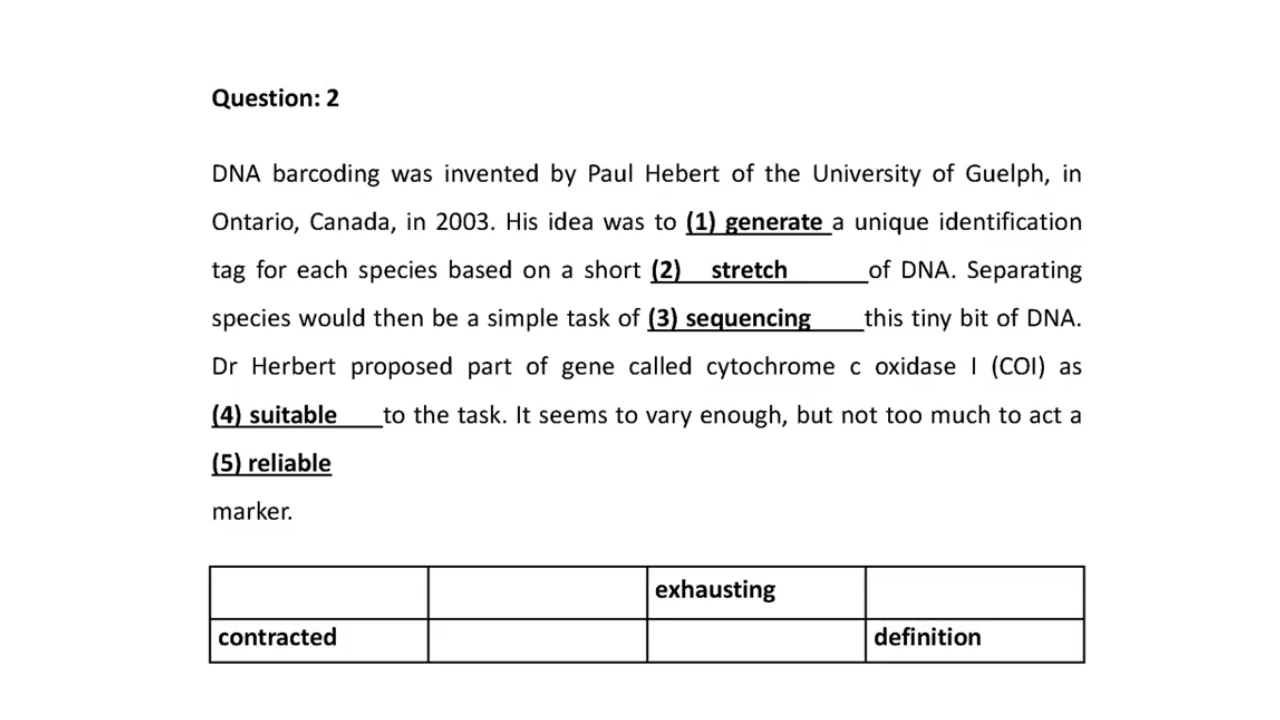 Question: 2
DNA barcoding was invented by Paul Hebert of the University of Guelph, in
Ontario, Canada, in 2003. His idea was to (1) generate a unique identification
tag for each species based on a short (2) stretch of DNA. Separating
species would then be a simple task of (3) sequencing this tiny bit of DNA.
Dr Herbert proposed part of gene called cytochrome c oxidase I (COI) as
(4) suitable to the task. It seems to vary enough, but not too much to act a
(5) reliable
marker.
exhausting
contracted definition